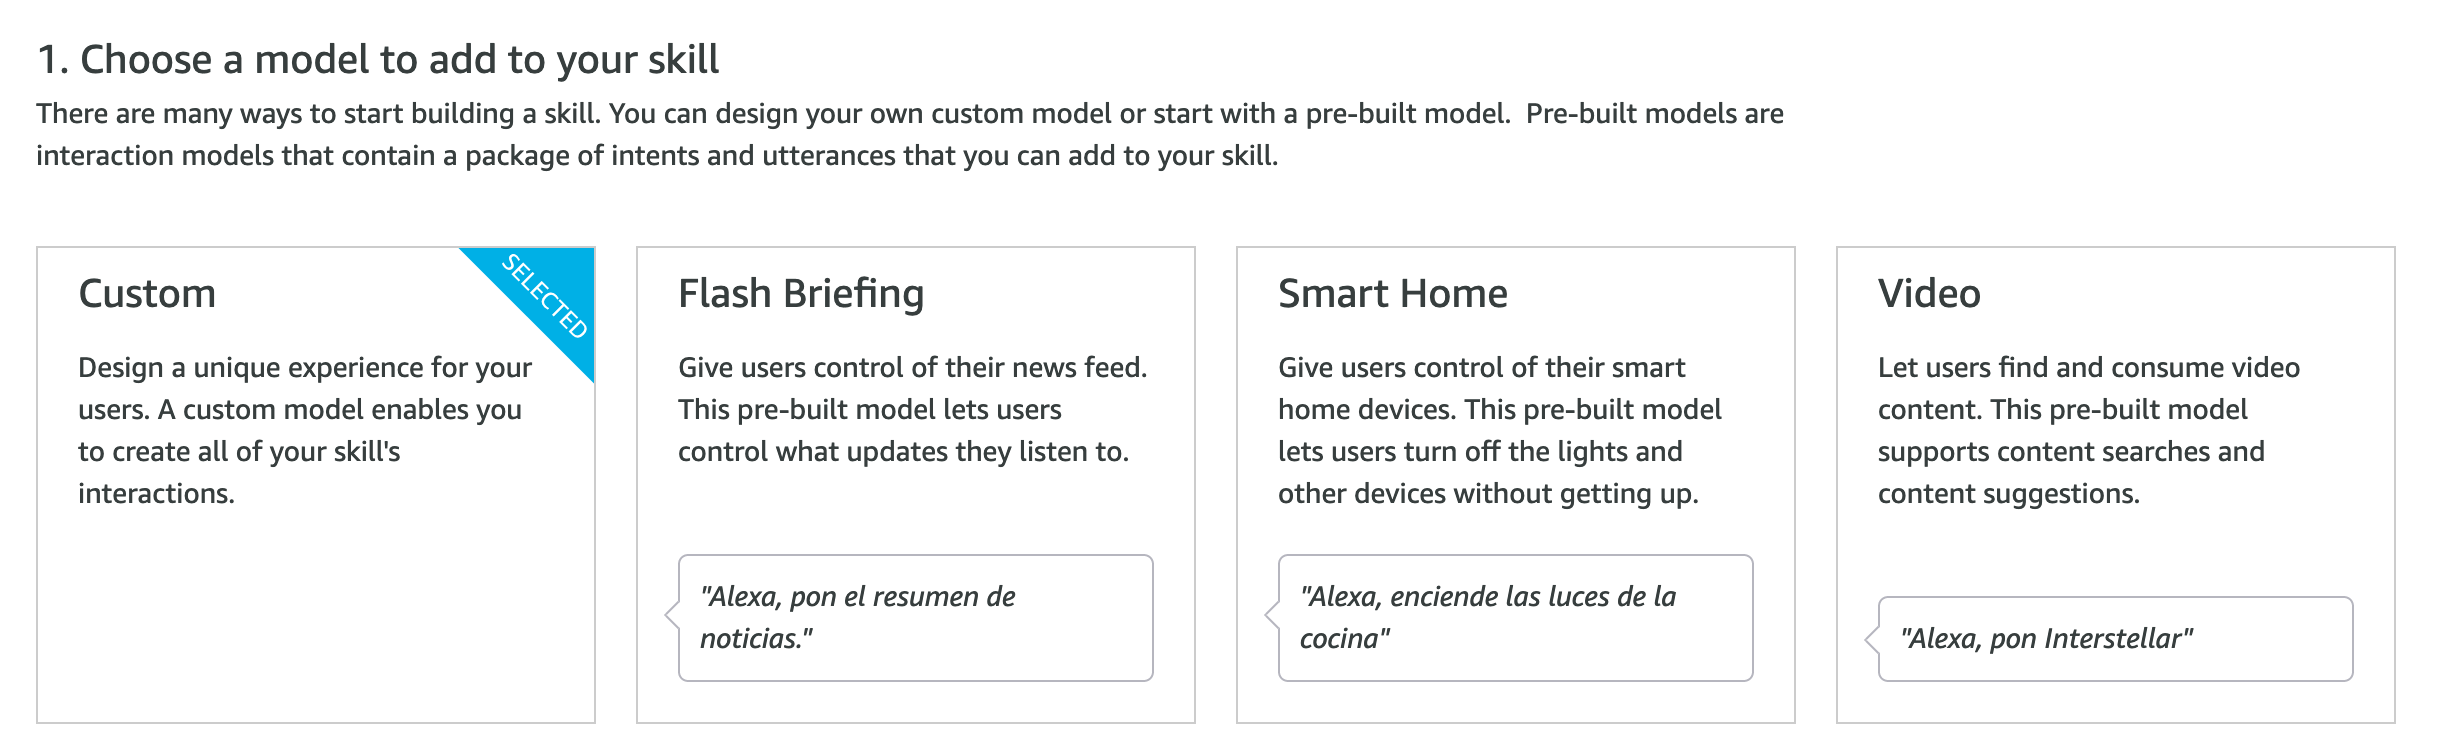 1. Choose a model to add to your skill
There are many ways to start building a skill. You can design your own custom model or start with a pre-built model.  Pre-built models are
interaction models that contain a package of intents and utterances that you can add to your skill.
Custom
SELECTED
Design a unique experience for your
users. A custom model enables you
to create all of your skill's
interactions.
Flash Briefing
Give users control of their news feed.
This pre-built model lets users
control what updates they listen to.
"Alexa, pon el resumen de
noticias."
Smart Home
Give users control of their smart
home devices. This pre-built model
lets users turn off the lights and
other devices without getting up.
"Alexa, enciende las luces de la
cocina"
Video
Let users find and consume video
content. This pre-built model
supports content searches and
content suggestions.
"Alexa, pon Interstellar"